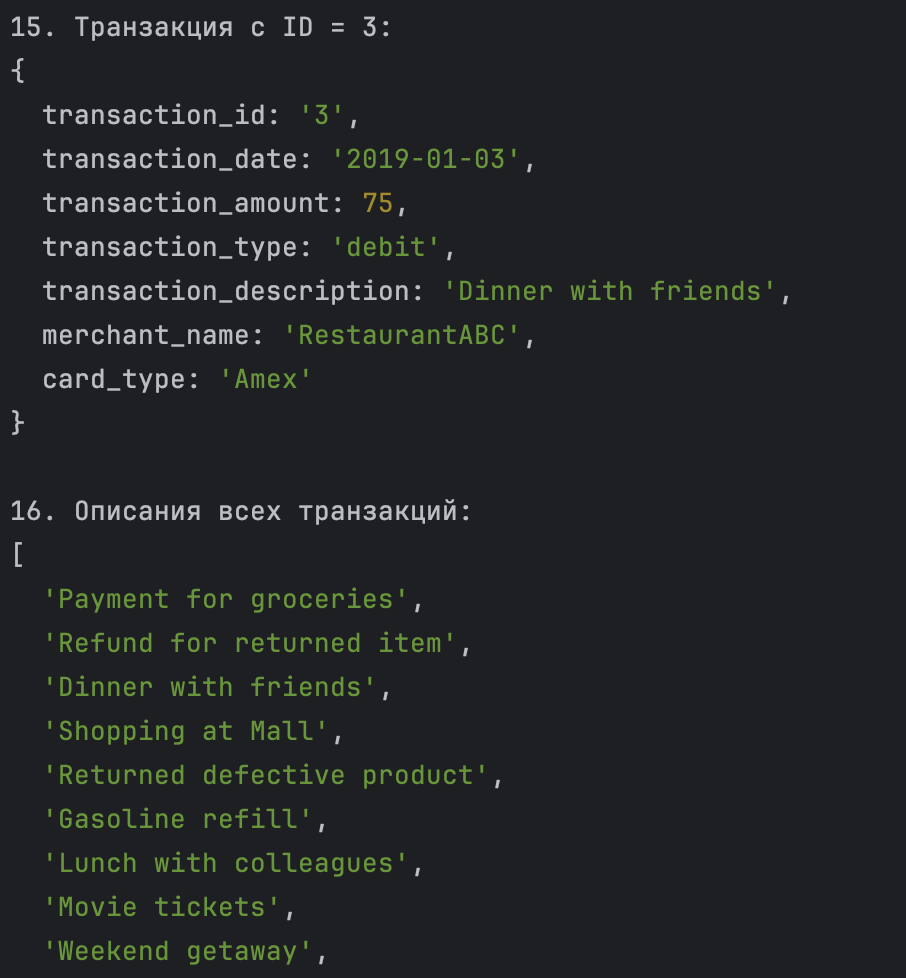 15. Транзакция с ID = 3:
{
  transaction_id: '3',
  transaction_date: '2019-01-03',
  transaction_amount: 75,
  transaction_type: 'debit',
  transaction_description: 'Dinner with friends',
  merchant_name: 'RestaurantABC',
  card_type: 'Amex'
}

16. Описания всех транзакций:
[
  'Payment for groceries',
  'Refund for returned item',
  'Dinner with friends',
  'Shopping at Mall',
  'Returned defective product',
  'Gasoline refill',
  'Lunch with colleagues',
  'Movie tickets',
  'Weekend getaway',